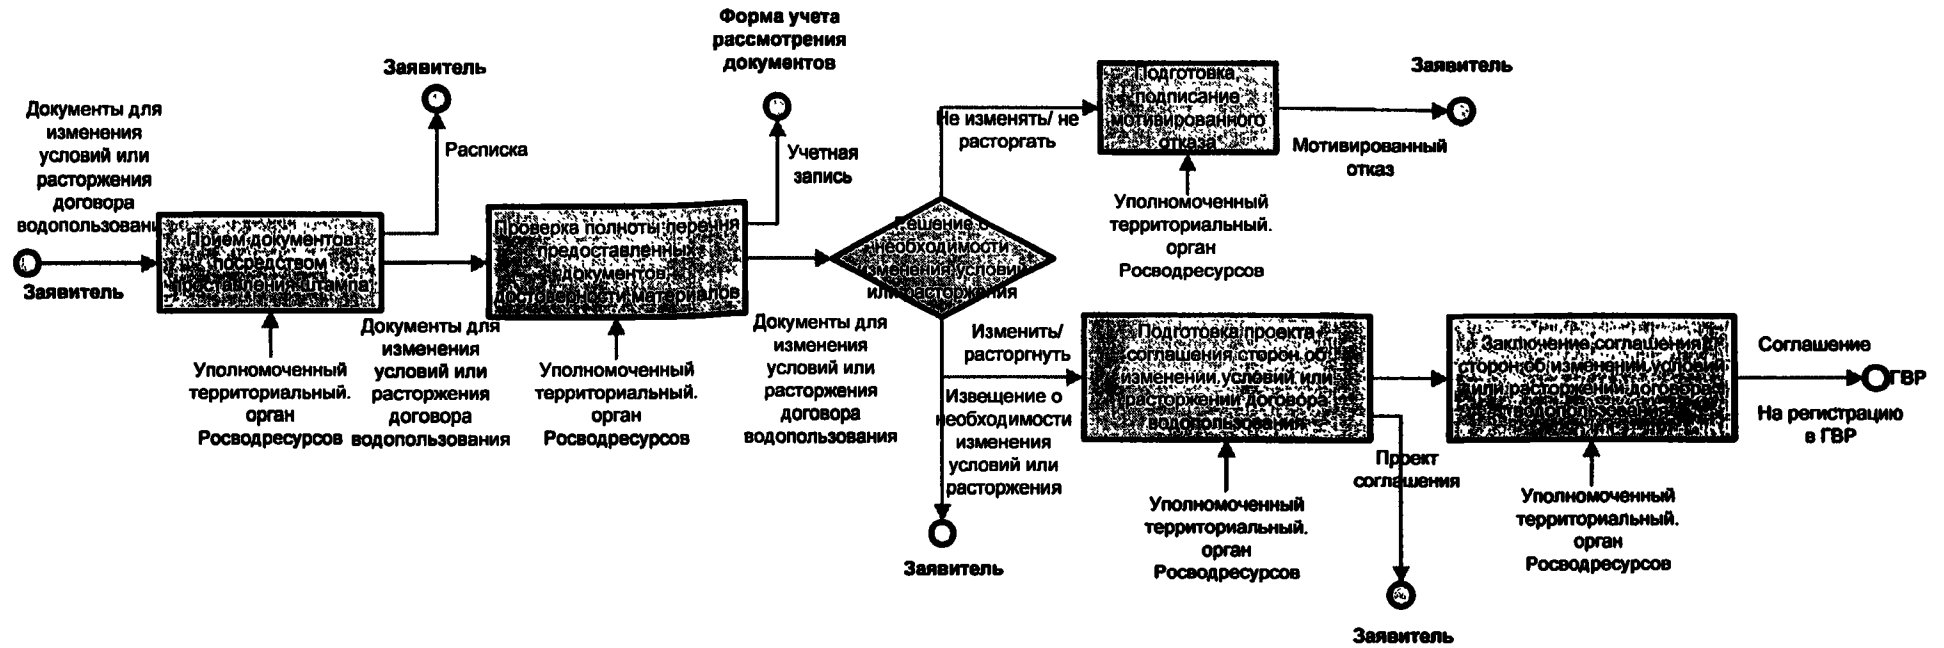 Документы для
изменения
условий или
расторжения
договора
водопользовани
Заявитель
Прием документов
посредством
проставления штампа
Уполномоченный
территориальный.
орган
Росводресурсов
Заявитель
Расписка
Документы для
изменения
условий или
расторжения
договора
водопользования
Проверка полноты перечня
предоставленных
документов,
достоверности материалов
Уполномоченный
территориальный.
орган
Росводресурсов
Форма учета
рассмотрения
документов
Учетная
запись
Документы для
изменения
условий или
расторжения
договора
водопользования
Решение о
необходимости
изменения условий
или расторжения
Не изменять/ не
расторгать
Подготовка,
подписание
мотивированного
отказа
Уполномоченный
территориальный.
орган
Росводресурсов
Заявитель
Мотивированный
отказ
Изменить/
расторгнуть
Извещение о
необходимости
изменения
условий или
расторжения
Заявитель
Подготовка проекта
соглашения сторон об
изменении условий или
расторжении договора
водопользования
Уполномоченный
территориальный.
орган
Росводресурсов
Проект
соглашения
Заявитель
Заключение соглашения
сторон об изменении условий
или расторжении договора
водопользования
Уполномоченный
территориальный.
орган
Росводресурсов
Соглашение
ГВР
На регистрацию
в ГВР